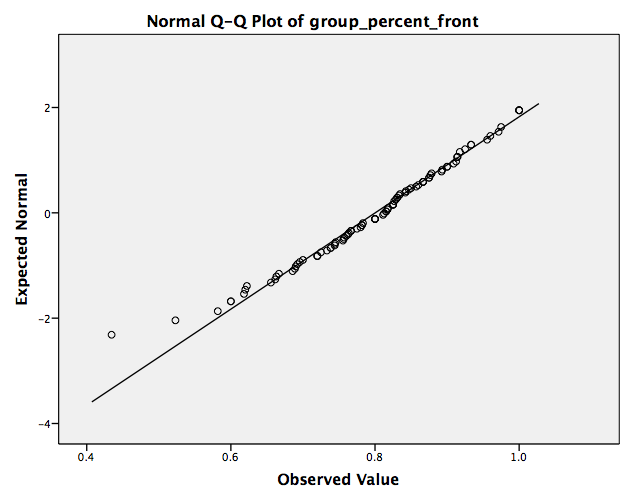 Normal Q-Q Plot of group_percent_front
Expected Normal
2
0
-2
-4
0.4 0.6 0.8 1.0
Observed Value